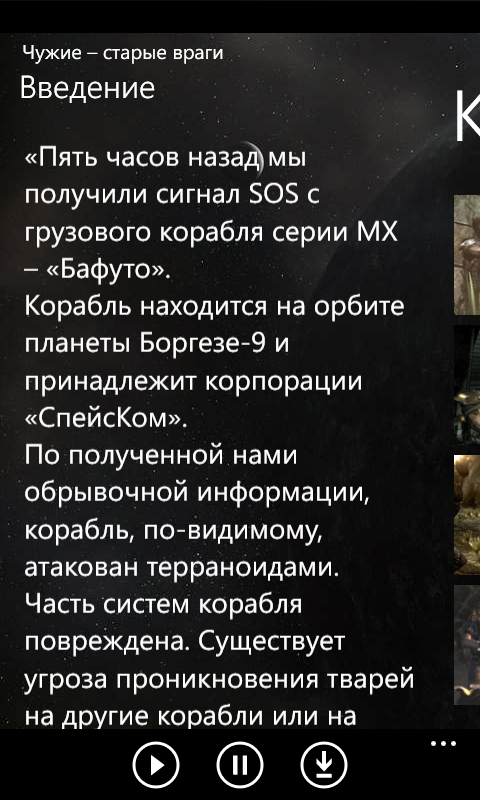 Чужие – старые враги
Введение
К
«Пять часов назад мы
получили сигнал SOS с
грузового корабля серии МХ
– «Бафуто».
Корабль находится на орбите
планеты Боргезе-9 и
принадлежит корпорации
«СпейсКом».
По полученной нами
обрывочной информации,
корабль, по-видимому,
атакован терраноидами.
Часть систем корабля
повреждена. Существует
угроза проникновения тварей
на другие корабли или на